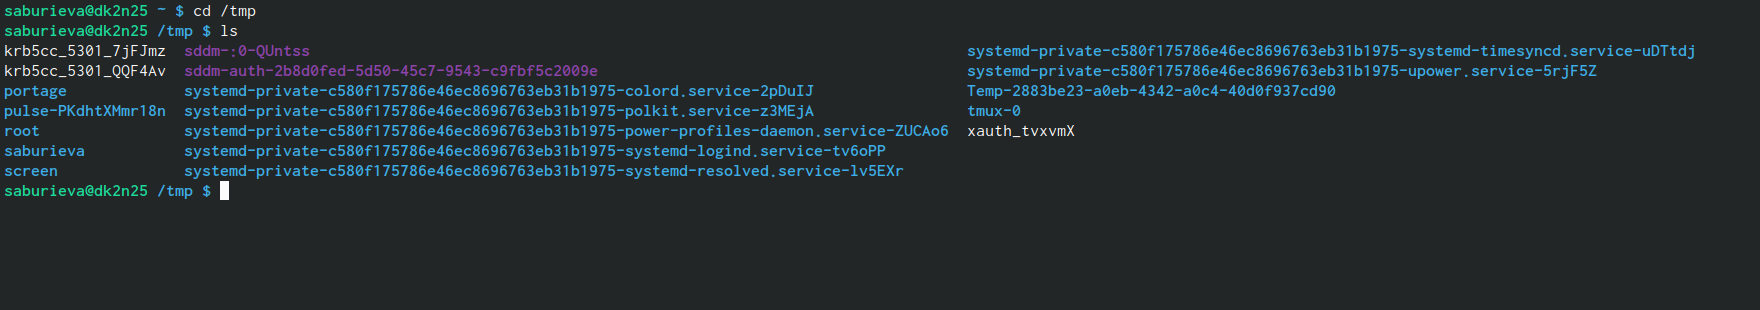 saburieva@dk2n25 ~ $ cd /tmp
saburieva@dk2n25 /tmp $ ls
krb5cc_5301_7jFJmz  sddm-:0-QUntss  systemd-private-c580f175786e46ec8696763eb31b1975-systemd-timesyncd.service-uDTtdj
krb5cc_5301_QQF4Av  sddm-auth-2b8d0fed-5d50-45c7-9543-c9fbf5c2009e  systemd-private-c580f175786e46ec8696763eb31b1975-upower.service-5rjF5Z
portage  systemd-private-c580f175786e46ec8696763eb31b1975-colord.service-2pDuIJ  Temp-2883be23-a0eb-4342-a0c4-40d0f937cd90
pulse-PKdhtXMmr18n  systemd-private-c580f175786e46ec8696763eb31b1975-polkit.service-z3MEjA  tmux-0
root  systemd-private-c580f175786e46ec8696763eb31b1975-power-profiles-daemon.service-ZUCAo6  xauth_tvxvmX
saburieva  systemd-private-c580f175786e46ec8696763eb31b1975-systemd-logind.service-tv6oPP
screen  systemd-private-c580f175786e46ec8696763eb31b1975-systemd-resolved.service-lv5EXr
saburieva@dk2n25 /tmp $